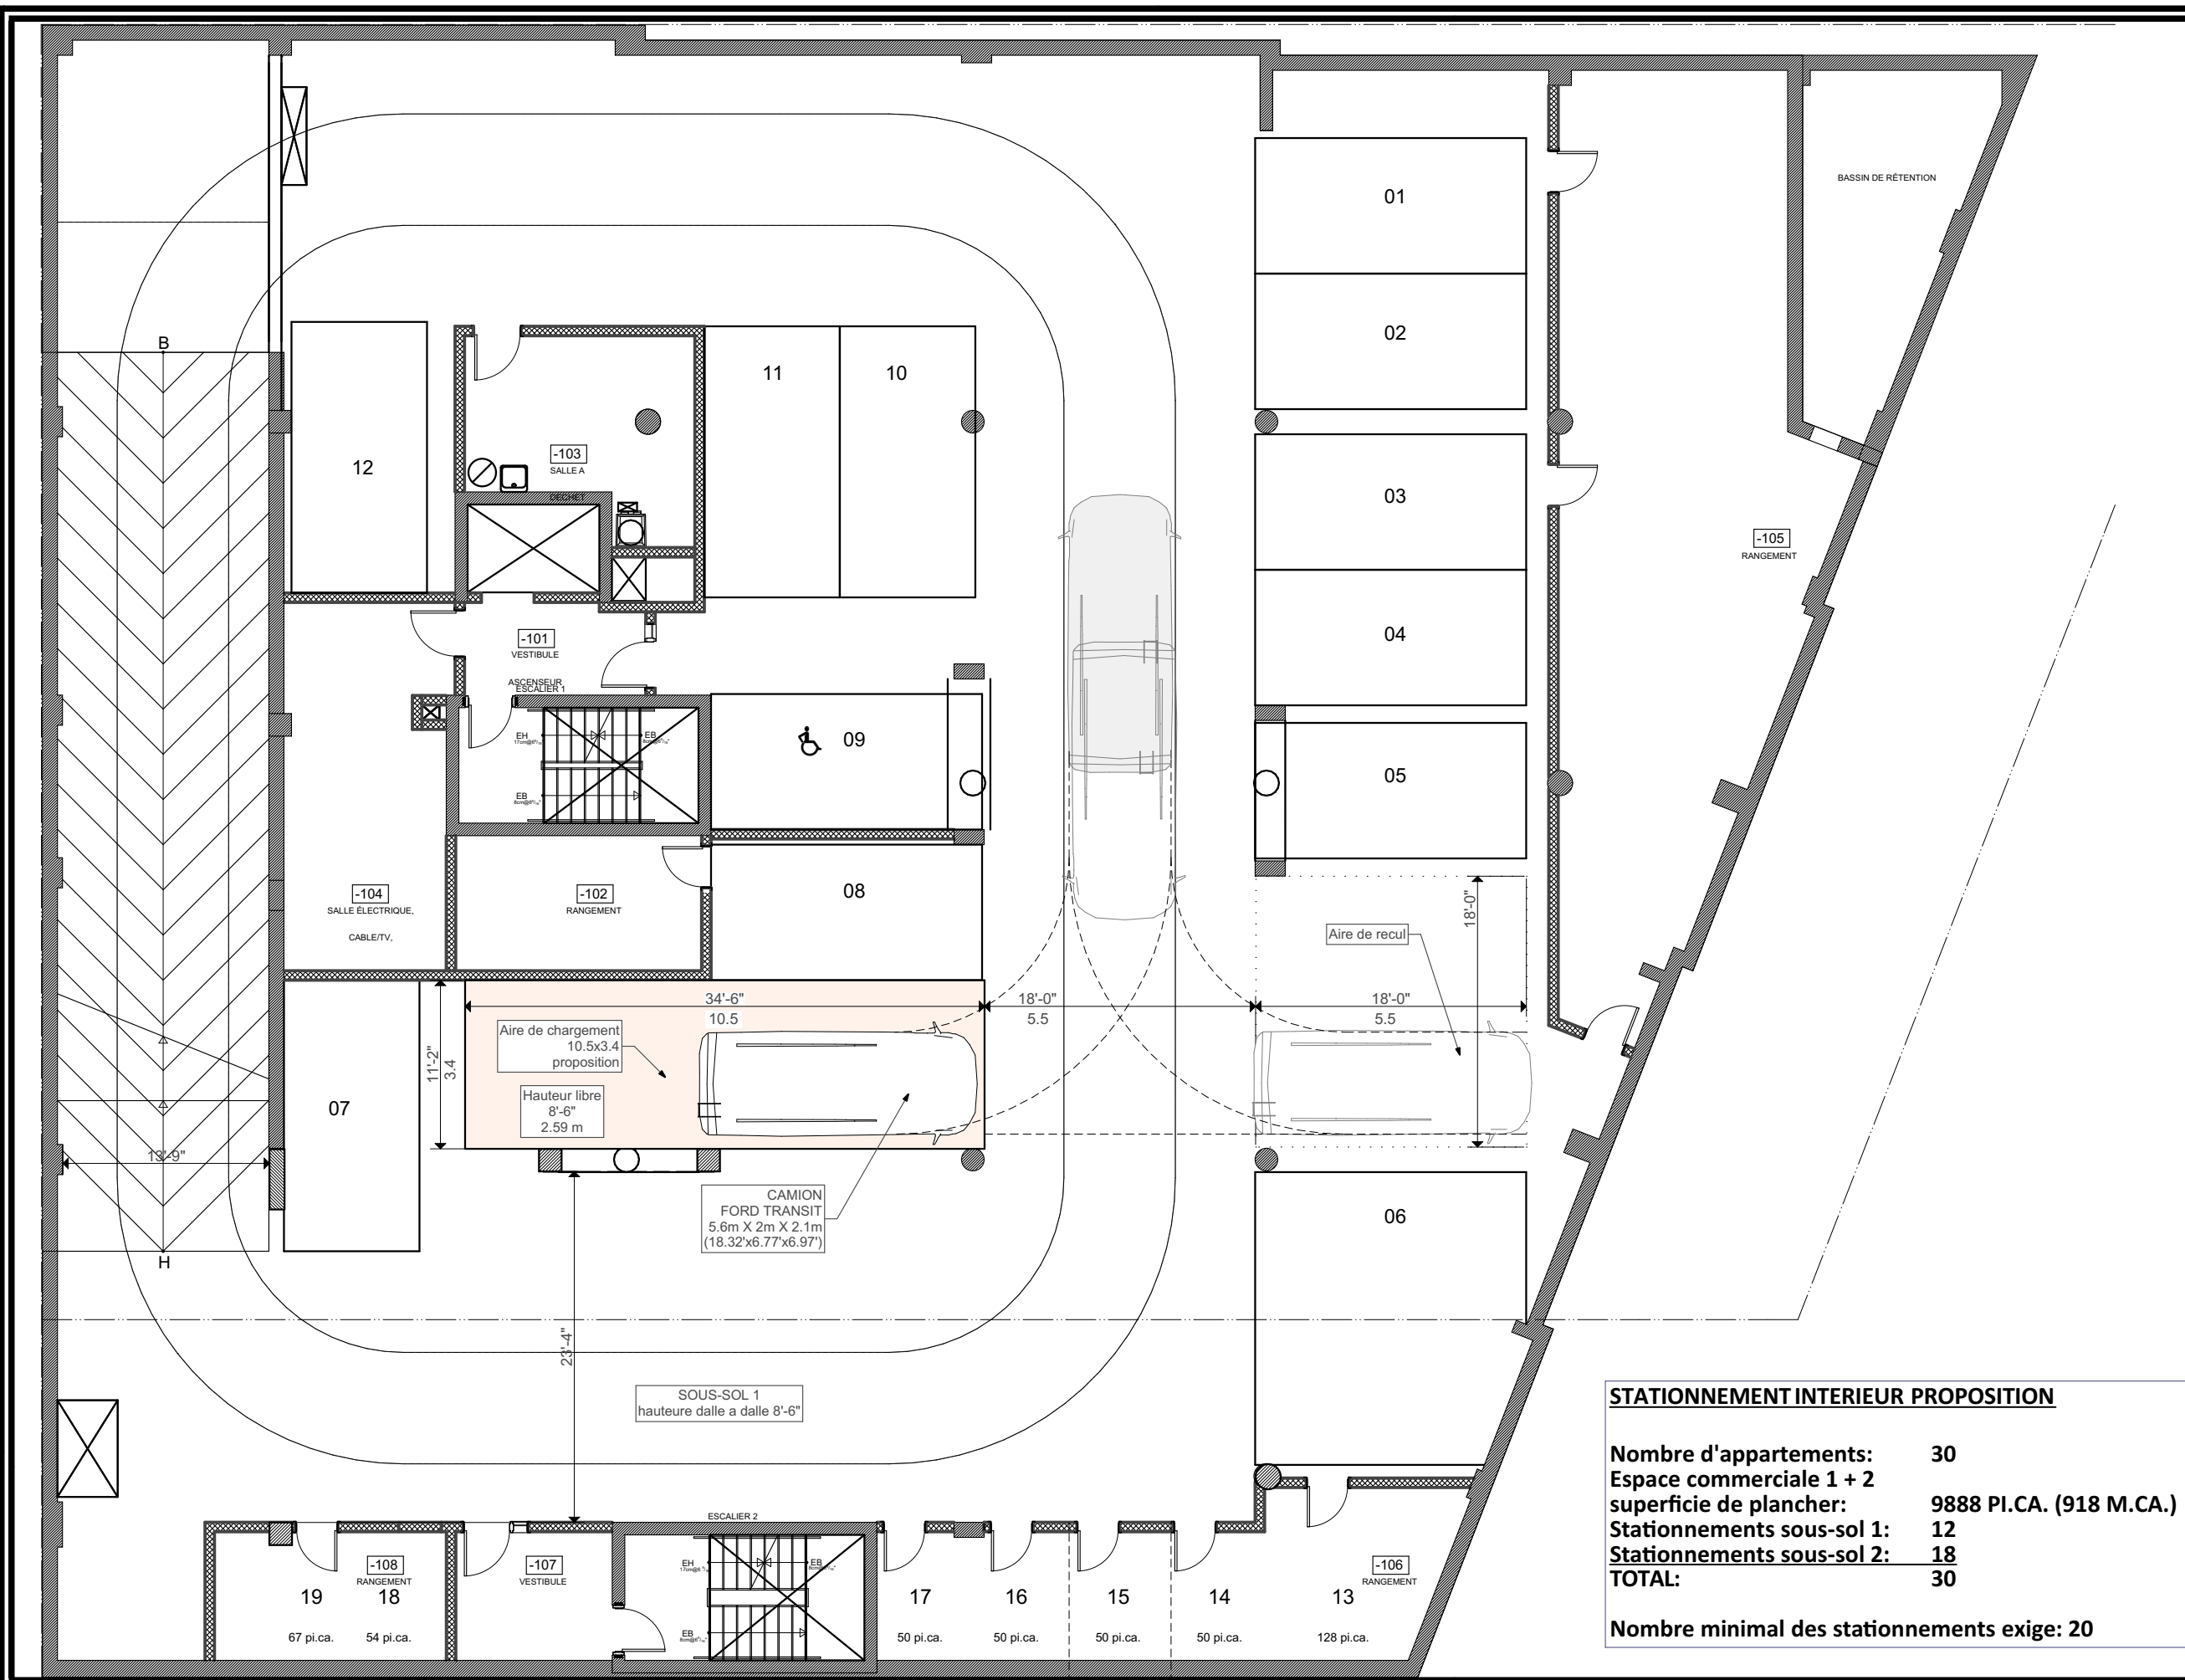 01
BASSIN DE RÉTENTION
02
B
11
10
12
-103
SALLE A
DECHET
03
-105
RANGEMENT
04
-101
VESTIBULE
ASCENSEUR
ESCALIER 1
EH
EB
EB
09
05
-104
SALLE ÉLECTRIQUE,
CABLE/TV,
-102
RANGEMENT
08
18'-0"
Aire de recul
34'-6"
10.5
18'-0"
5.5
18'-0"
5.5
Aire de chargement
10.5x3.4
proposition
11'-2"
3.4
Hauteur libre
8'-6"
2.59 m
07
13'-9"
CAMION
FORD TRANSIT
5.6m X 2m X 2.1m
(18.32'x6.77'x6.97')
06
H
23'-4"
SOUS-SOL 1
hauteure dalle a dalle 8'-6"
STATIONNEMENT INTERIEUR PROPOSITION
Nombre d'appartements: 30
Espace commerciale 1 + 2
superficie de plancher: 9888 PI.CA. (918 M.CA.)
Stationnements sous-sol 1: 12
Stationnements sous-sol 2: 18
TOTAL: 30
Nombre minimal des stationnements exige: 20
ESCALIER 2
EH
EB
EB
-108
RANGEMENT
19
18
67 pi.ca.
54 pi.ca.
-107
VESTIBULE
17
16
15
14
13
50 pi.ca.
50 pi.ca.
50 pi.ca.
50 pi.ca.
128 pi.ca.
-106
RANGEMENT